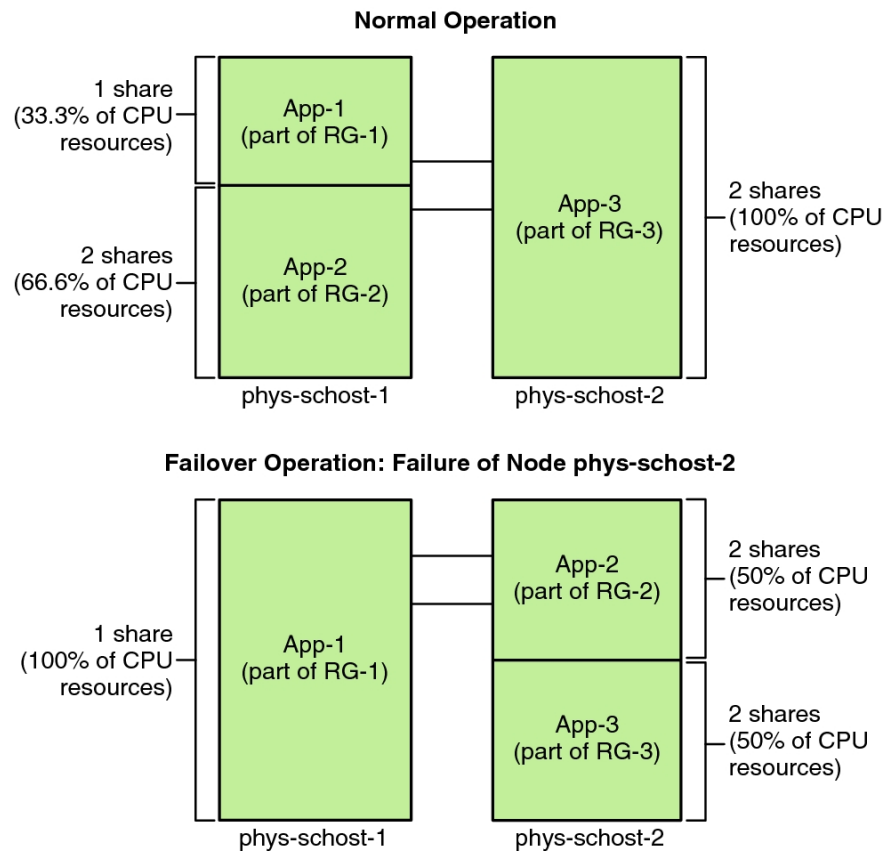 Normal Operation
1 share
(33.3% of CPU
resources)
App-1
(part of RG-1)
2 shares
(66.6% of CPU
resources)
App-2
(part of RG-2)
App-3
(part of RG-3)
2 shares
(100% of CPU
resources)
phys-schost-1
phys-schost-2
Failover Operation: Failure of Node phys-schost-2
1 share
(100% of CPU
resources)
App-1
(part of RG-1)
App-2
(part of RG-2)
2 shares
(50% of CPU
resources)
App-3
(part of RG-3)
2 shares
(50% of CPU
resources)
phys-schost-1
phys-schost-2